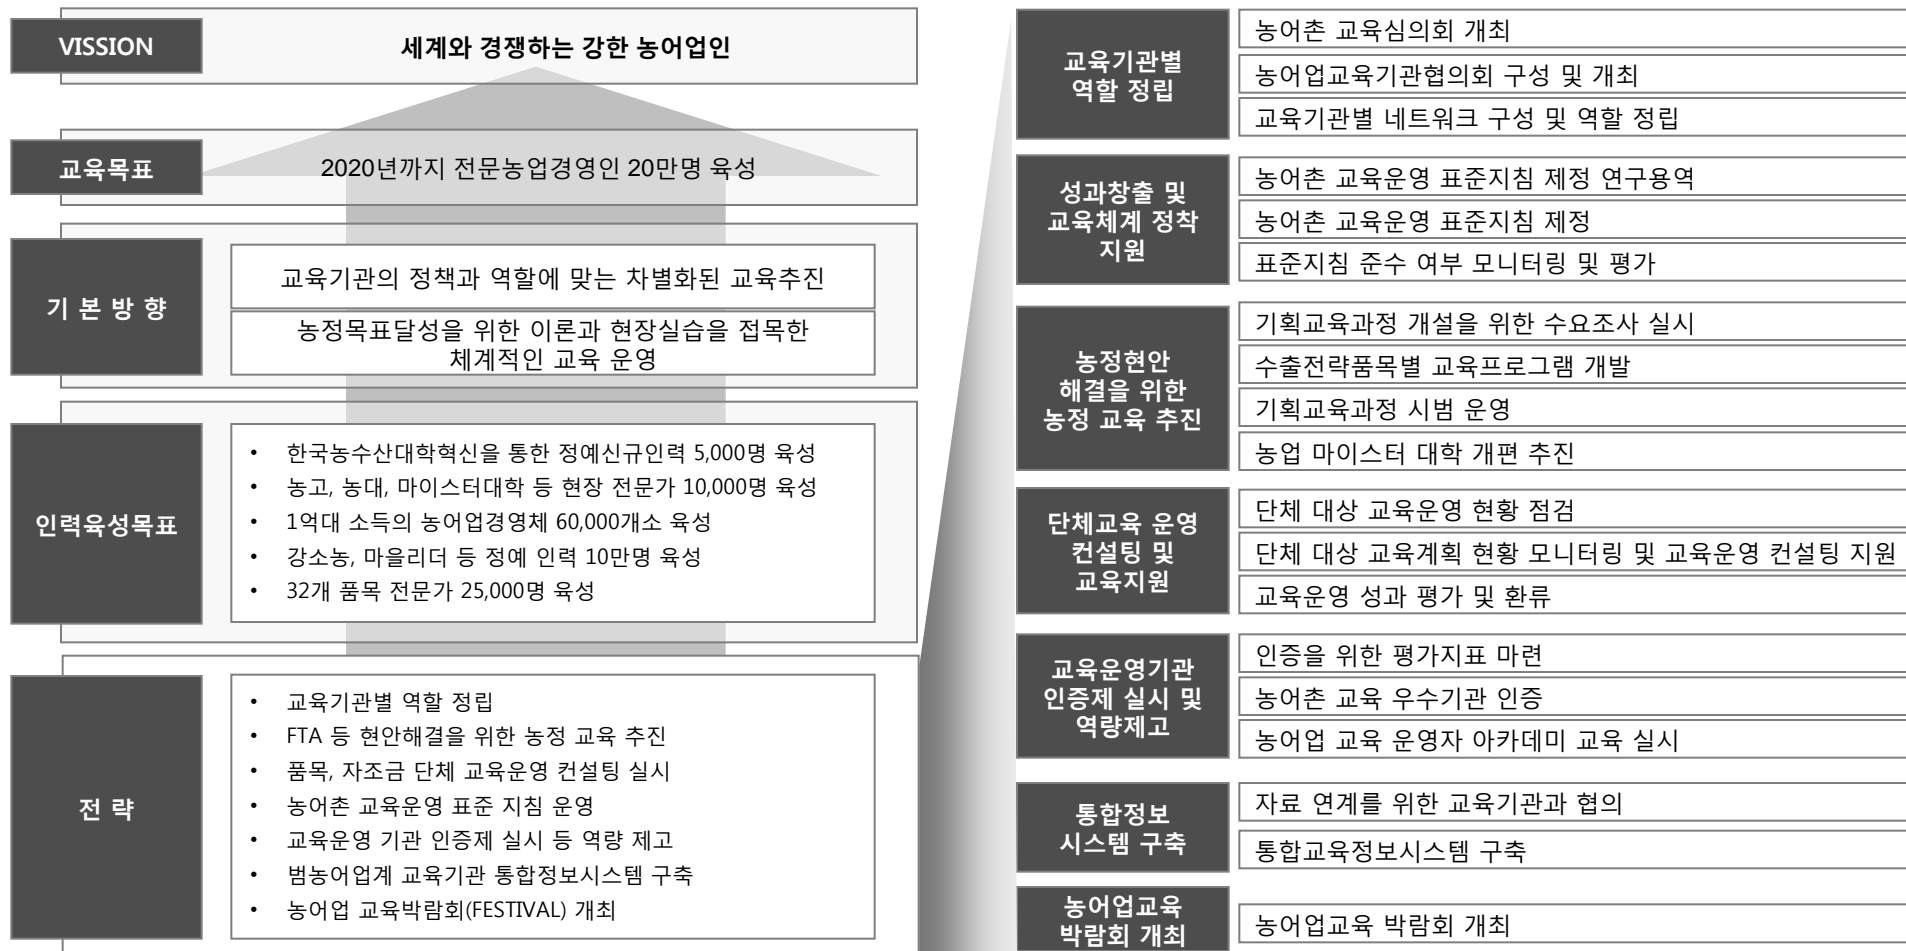 VISSION
세계와 경쟁하는 강한 농어업인
교육목표
2020년까지 전문농업경영인 20만명 육성
기 본 방 향
교육기관의 정책과 역할에 맞는 차별화된 교육추진
농정목표달성을 위한 이론과 현장실습을 접목한
체계적인 교육 운영
인력육성목표
• 한국농수산대학혁신을 통한 정예신규인력 5,000명 육성
• 농고, 농대, 마이스터대학 등 현장 전문가 10,000명 육성
• 1억대 소득의 농어업경영체 60,000개소 육성
• 강소농, 마을리더 등 정예 인력 10만명 육성
• 32개 품목 전문가 25,000명 육성
전 략
• 교육기관별 역할 정립
• FTA 등 현안해결을 위한 농정 교육 추진
• 품목, 자조금 단체 교육운영 컨설팅 실시
• 농어촌 교육운영 표준 지침 운영
• 교육운영 기관 인증제 실시 등 역량 제고
• 범농어업계 교육기관 통합정보시스템 구축
• 농어업 교육박람회(FESTIVAL) 개최
교육기관별
역할 정립
농어촌 교육심의회 개최
농어업교육기관협의회 구성 및 개최
교육기관별 네트워크 구성 및 역할 정립
성과창출 및
교육체계 정착
지원
농어촌 교육운영 표준지침 제정 연구용역
농어촌 교육운영 표준지침 제정
표준지침 준수 여부 모니터링 및 평가
농정현안
해결을 위한
농정 교육 추진
기획교육과정 개설을 위한 수요조사 실시
수출전략품목별 교육프로그램 개발
기획교육과정 시범 운영
농업 마이스터 대학 개편 추진
단체교육 운영
컨설팅 및
교육지원
단체 대상 교육운영 현황 점검
단체 대상 교육계획 현황 모니터링 및 교육운영 컨설팅 지원
교육운영 성과 평가 및 환류
교육운영기관
인증제 실시 및
역량제고
인증을 위한 평가지표 마련
농어촌 교육 우수기관 인증
농어업 교육 운영자 아카데미 교육 실시
통합정보
시스템 구축
자료 연계를 위한 교육기관과 협의
통합교육정보시스템 구축
농어업교육
박람회 개최
농어업교육 박람회 개최